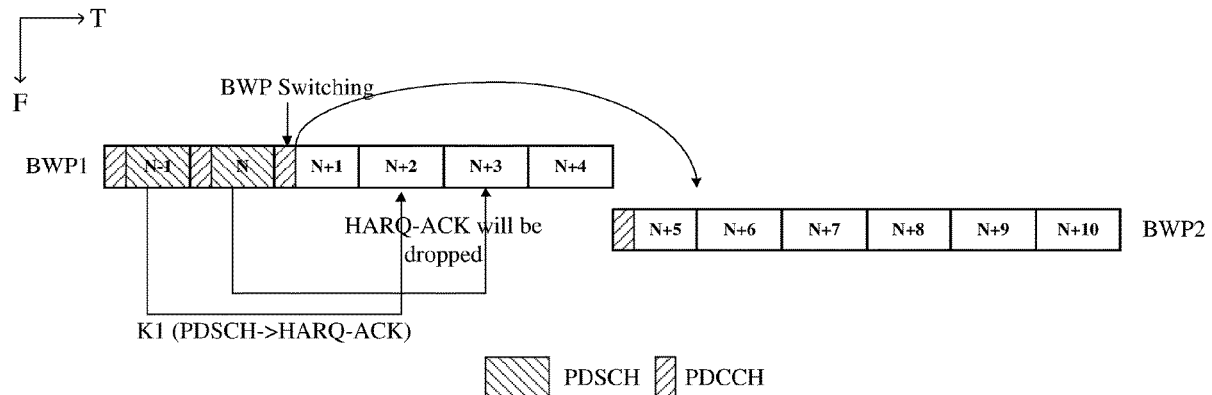 T
F
BWP Switching
BWP1 N-1 N N+1 N+2 N+3 N+4
HARQ-ACK will be
dropped
N+5 N+6 N+7 N+8 N+9 N+10 BWP2
K1 (PDSCH->HARQ-ACK)
PDSCH PDCCH